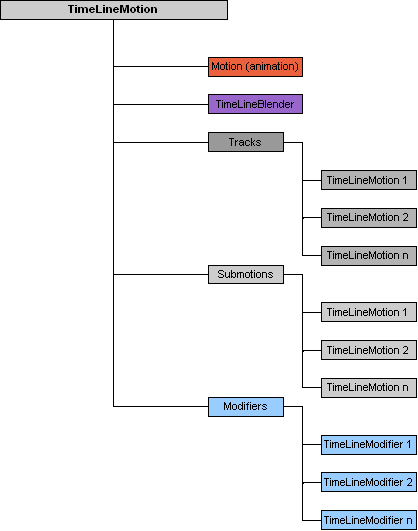 TimeLineMotion
Motion (animation)
TimeLineBlender
Tracks
TimeLineMotion 1
TimeLineMotion 2
TimeLineMotion n
Submotions
TimeLineMotion 1
TimeLineMotion 2
TimeLineMotion n
Modifiers
TimeLineModifier 1
TimeLineModifier 2
TimeLineModifier n